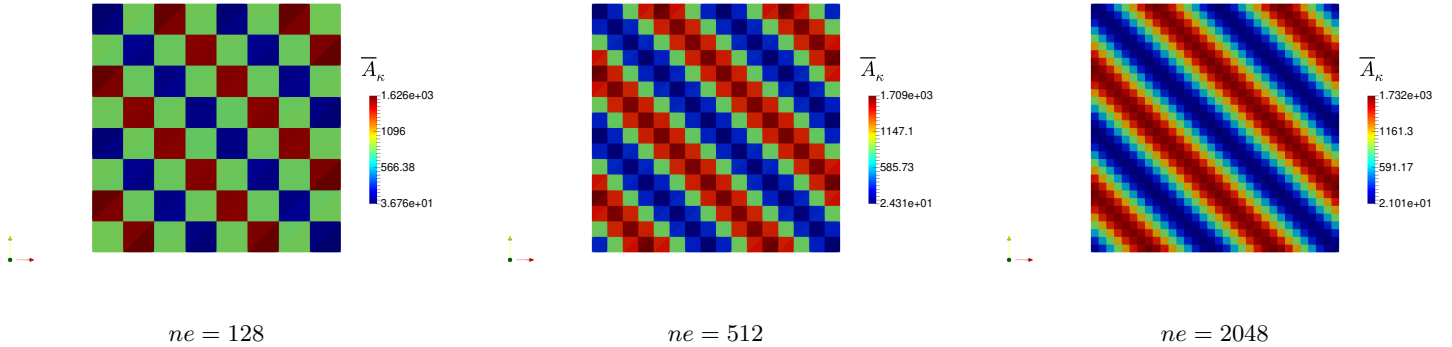 A̅_κ
1.626e+03
1096
566.38
3.676e+01
ne = 128
A̅_κ
1.709e+03
1147.1
585.73
2.431e+01
ne = 512
A̅_κ
1.732e+03
1161.3
591.17
2.101e+01
ne = 2048